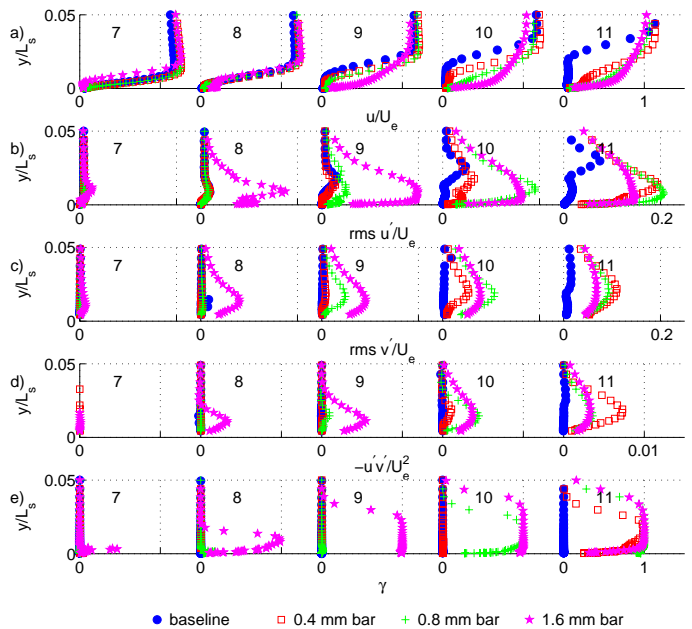 a) y/L_s 0.05 0 7 8 9 10 11
0 0 0 0 0 1
u/U_e
b) y/L_s 0.05 0 7 8 9 10 11
0 0 0 0 0 0.2
rms u′/U_e
c) y/L_s 0.05 0 7 8 9 10 11
0 0 0 0 0 0.2
rms v′/U_e
d) y/L_s 0.05 0 7 8 9 10 11
0 0 0 0 0 0.01
−u′v′/U_e^2
e) y/L_s 0.05 0 7 8 9 10 11
0 0 0 0 0 1
γ
baseline 0.4 mm bar 0.8 mm bar 1.6 mm bar